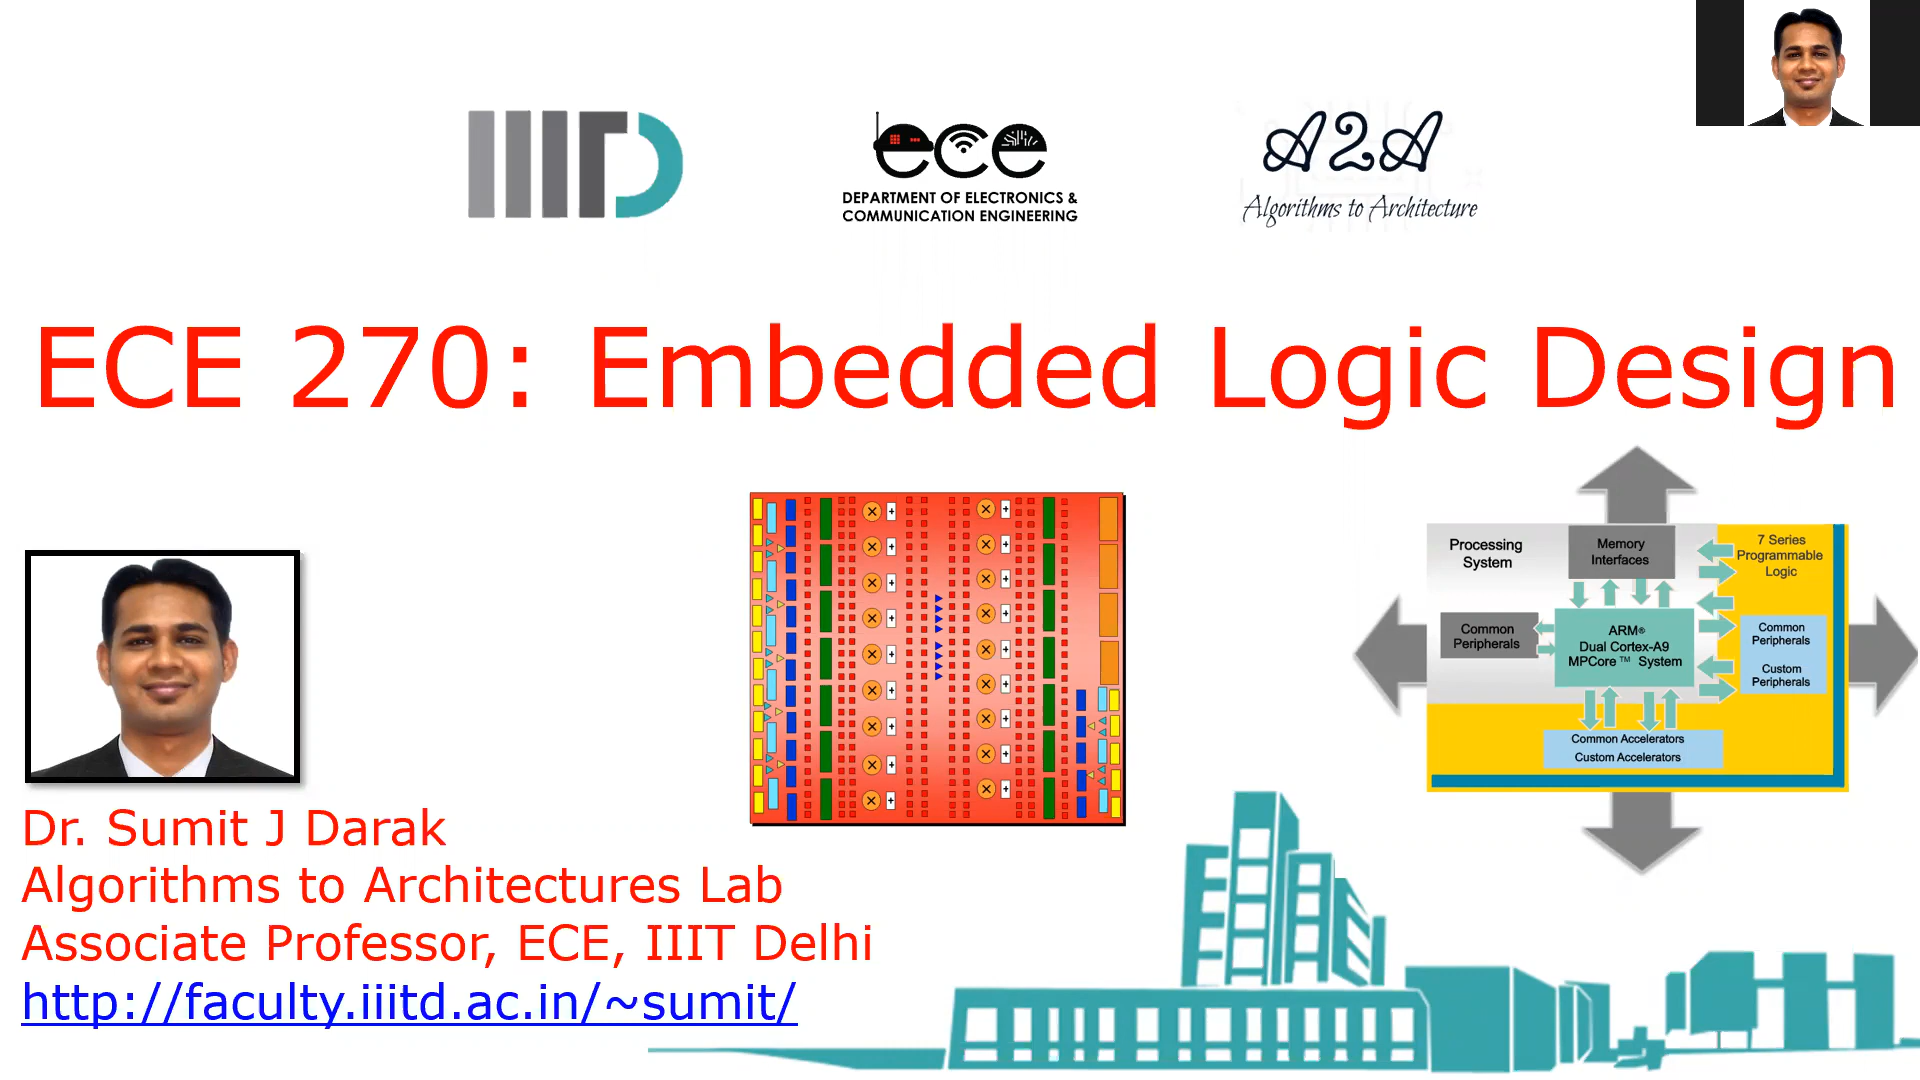 IIITD
ece
DEPARTMENT OF ELECTRONICS &
COMMUNICATION ENGINEERING
A2A
Algorithms to Architecture
ECE 270: Embedded Logic Design
Processing
System
Memory
Interfaces
7 Series
Programmable
Logic
Common
Peripherals
ARM®
Dual Cortex-A9
MPCore™ System
Common
Peripherals
Custom
Peripherals
Common Accelerators
Custom Accelerators
Dr. Sumit J Darak
Algorithms to Architectures Lab
Associate Professor, ECE, IIIT Delhi
http://faculty.iiitd.ac.in/~sumit/